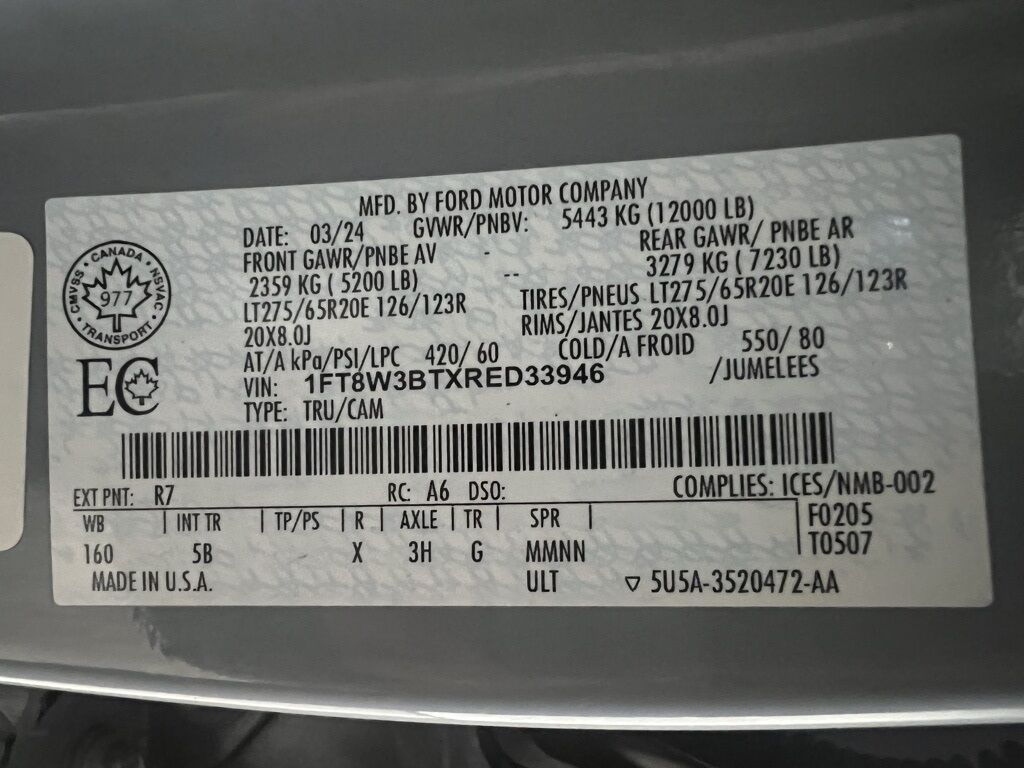 MFD. BY FORD MOTOR COMPANY
DATE: 03/24 GVWR/PNBV: 5443 KG (12000 LB)
FRONT GAWR/PNBE AV - REAR GAWR/ PNBE AR
2359 KG ( 5200 LB) -- 3279 KG ( 7230 LB)
LT275/65R20E 126/123R TIRES/PNEUS LT275/65R20E 126/123R
20X8.0J RIMS/JANTES 20X8.0J
AT/A kPa/PSI/LPC 420/ 60 COLD/A FROID 550/ 80
VIN: 1FT8W3BTXRED33946 /JUMELEES
TYPE: TRU/CAM
CMVSS • CANADA • NSVAC • TRANSPORT •
977
EC
EXT PNT: R7 RC: A6 DSO: COMPLIES: ICES/NMB-002
WB | INT TR | TP/PS | R | AXLE | TR | SPR | F0205
160 5B X 3H G MMNN T0507
MADE IN U.S.A. ULT ▽ 5U5A-3520472-AA